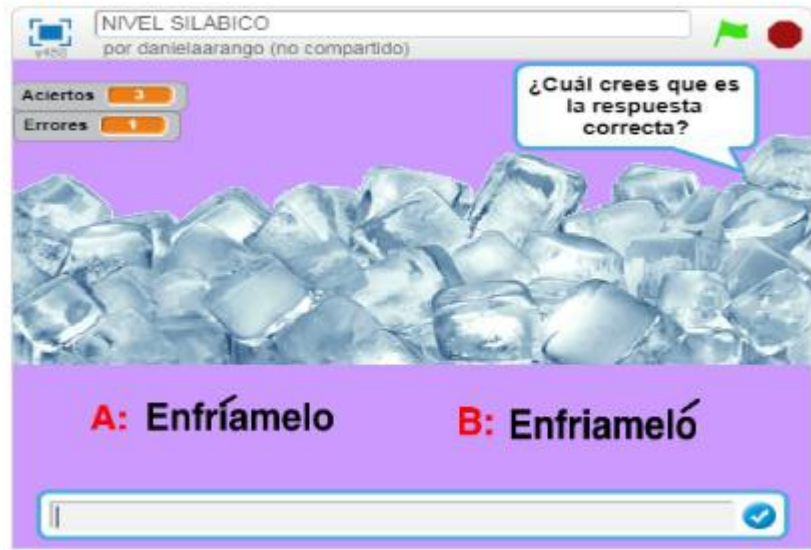 NIVEL SILABICO
v450
por danielaarango (no compartido)
Aciertos 3
Errores 1
¿Cuál crees que es
la respuesta
correcta?
A: Enfríamelo
B: Enfriameló